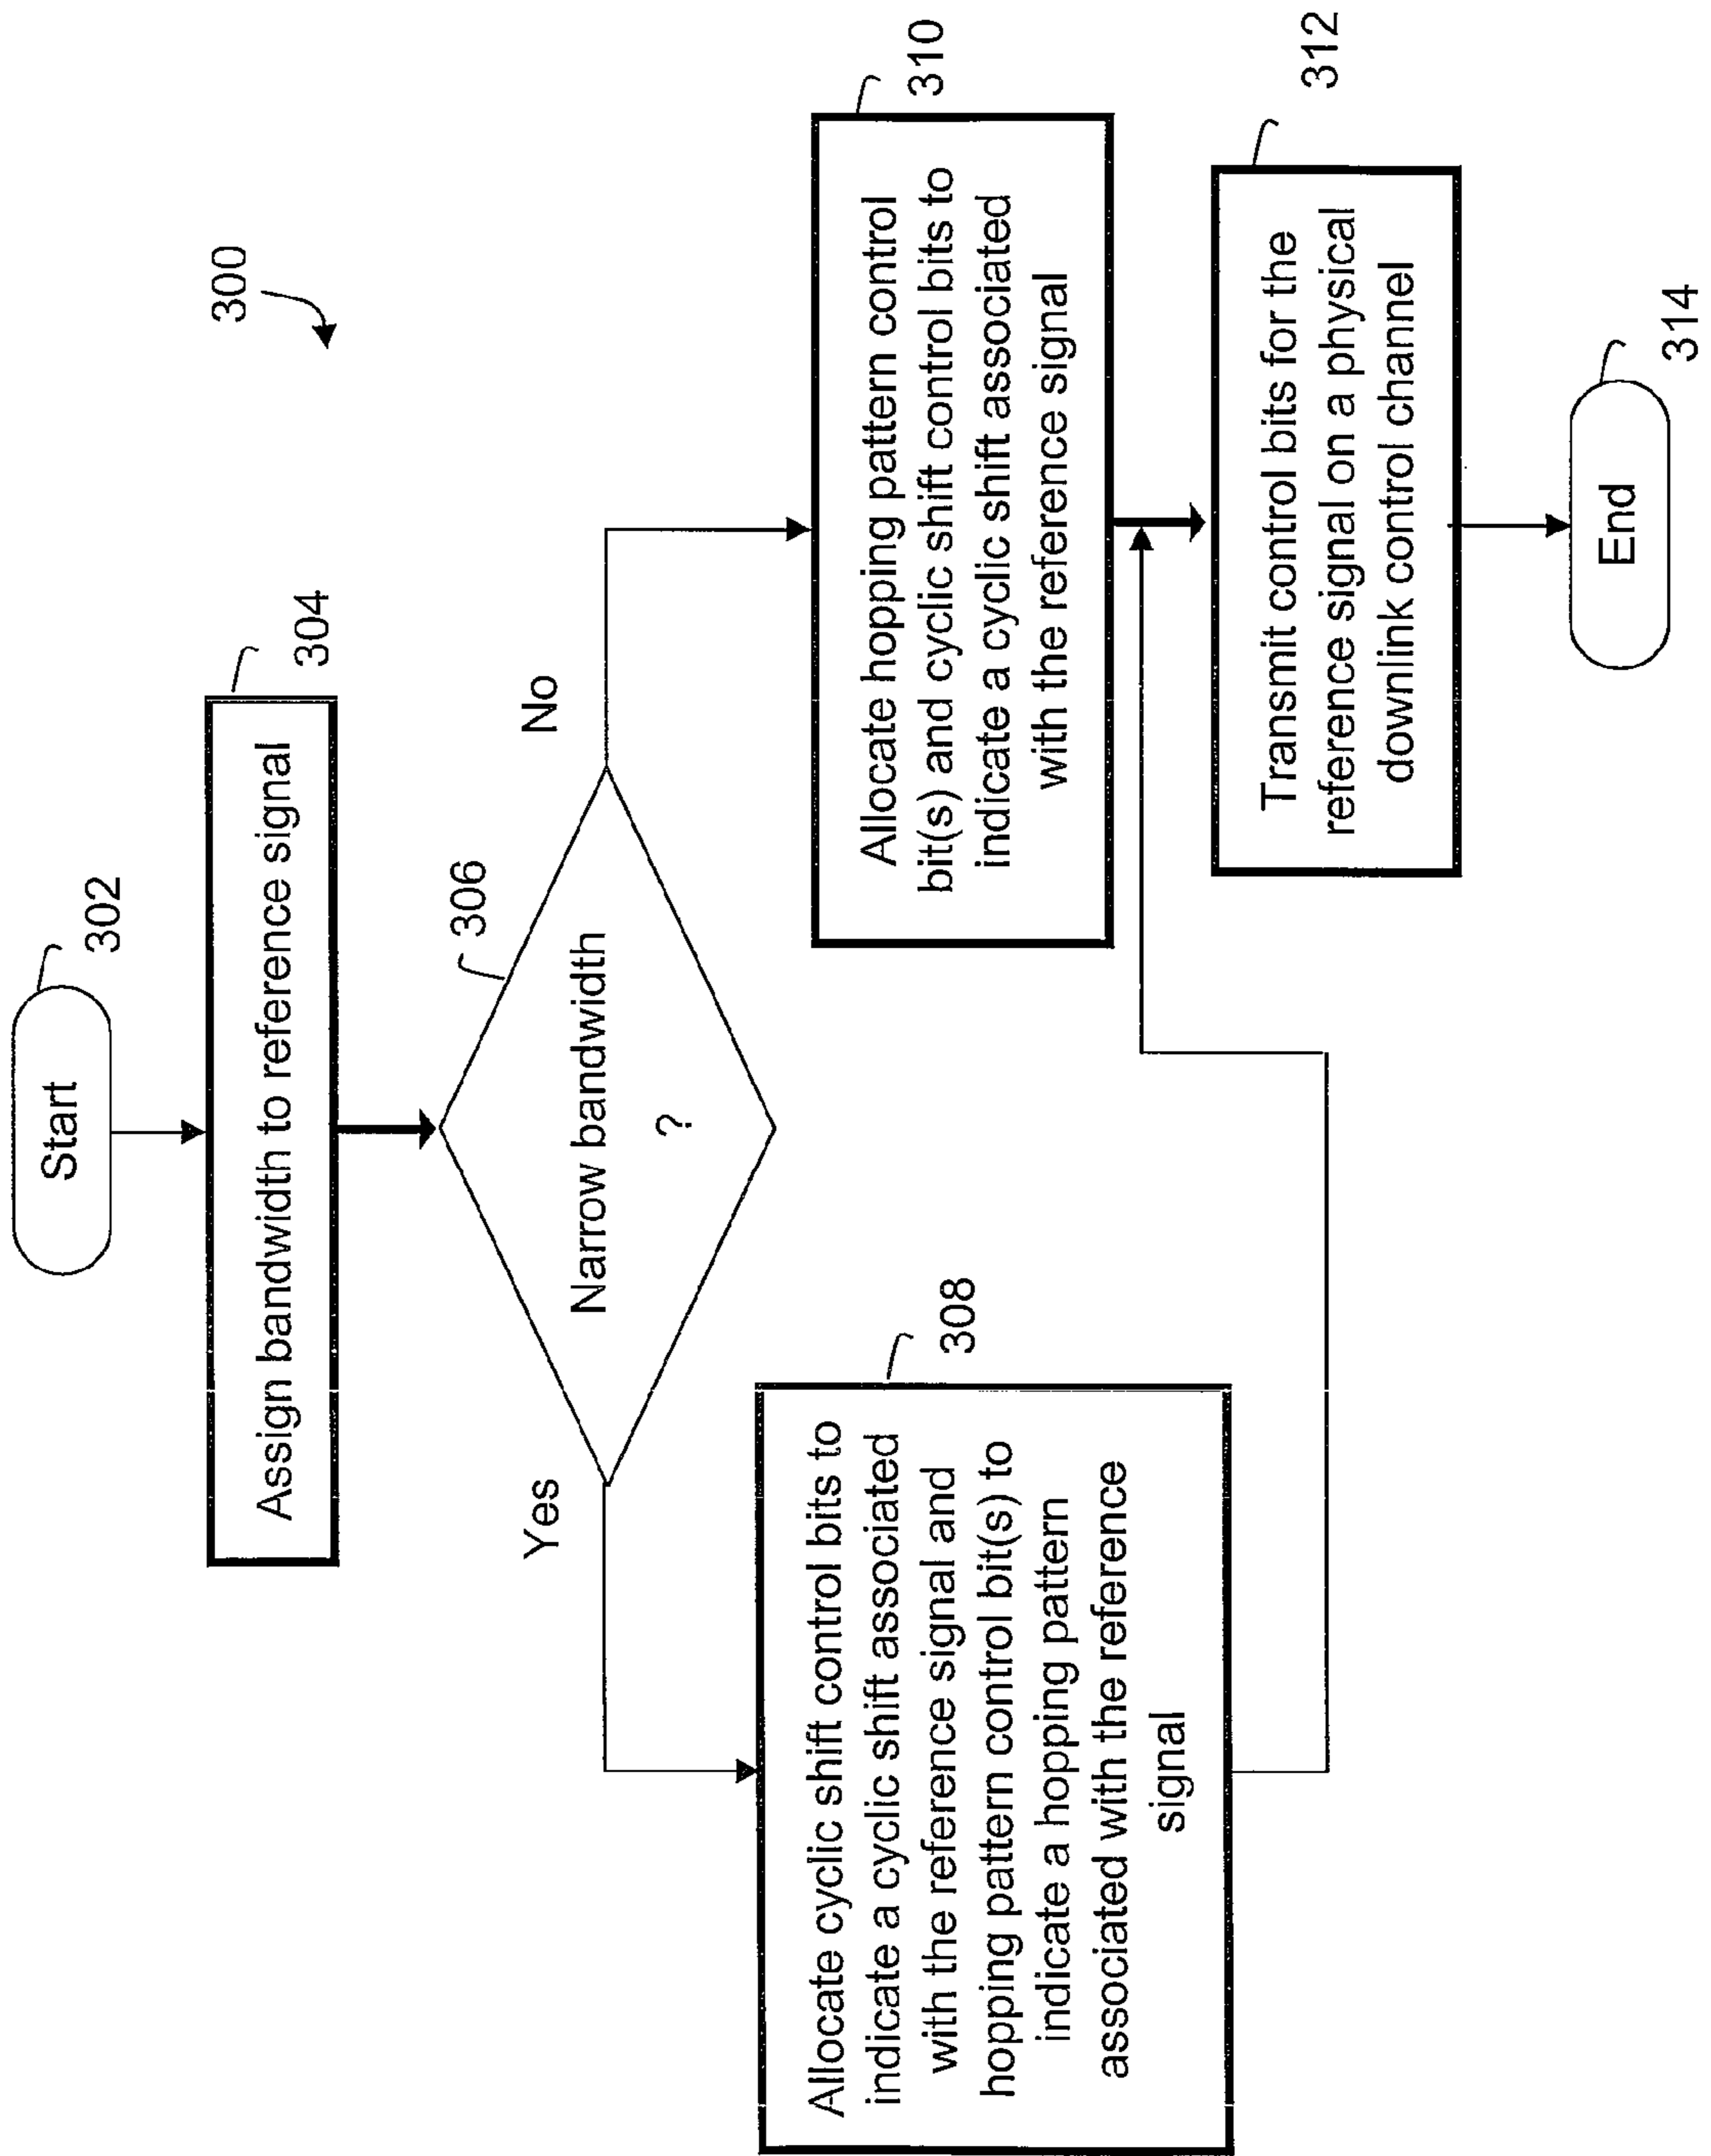 300
Start
302
Assign bandwidth to reference signal
304
306
Narrow bandwidth
?
Yes
No
Allocate cyclic shift control bits to
indicate a cyclic shift associated
with the reference signal and
hopping pattern control bit(s) to
indicate a hopping pattern
associated with the reference
signal
308
Allocate hopping pattern control
bit(s) and cyclic shift control bits to
indicate a cyclic shift associated
with the reference signal
310
Transmit control bits for the
reference signal on a physical
downlink control channel
312
End
314